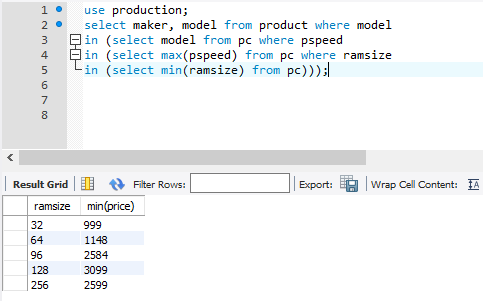 1 use production;
2 select maker, model from product where model
3 in (select model from pc where pspeed
4 in (select max(pspeed) from pc where ramsize
5 in (select min(ramsize) from pc)));
6
7
8
Result Grid Filter Rows: Export: Wrap Cell Content: IA
ramsize min(price)
32 999
64 1148
96 2584
128 3099
256 2599